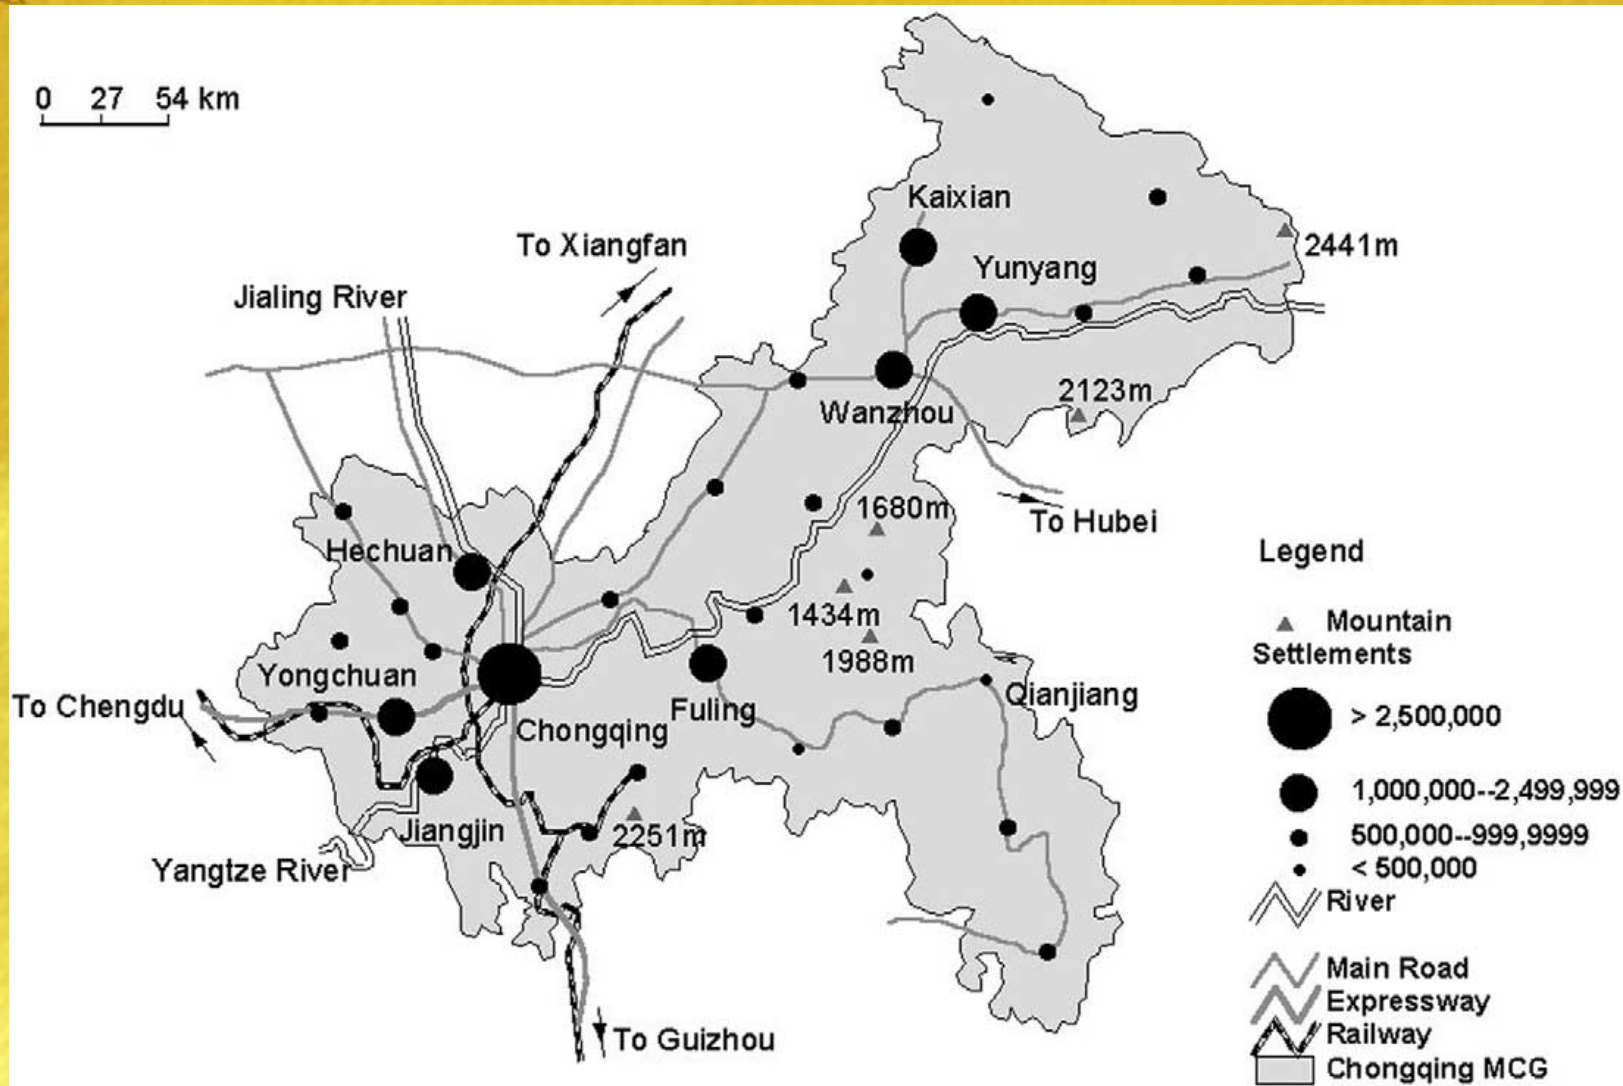 0 27 54 km
Kaixian
To Xiangfan
2441m
Yunyang
Jialing River
2123m
Wanzhou
1680m
To Hubei
Hechuan
Legend
1434m
Mountain
1988m
Settlements
Yongchuan
Qianjiang
To Chengdu
Fuling
> 2,500,000
Chongqing
1,000,000--2,499,999
Jiangjin
2251m
500,000--999,9999
Yangtze River
< 500,000
River
Main Road
Expressway
To Guizhou
Railway
Chongqing MCG